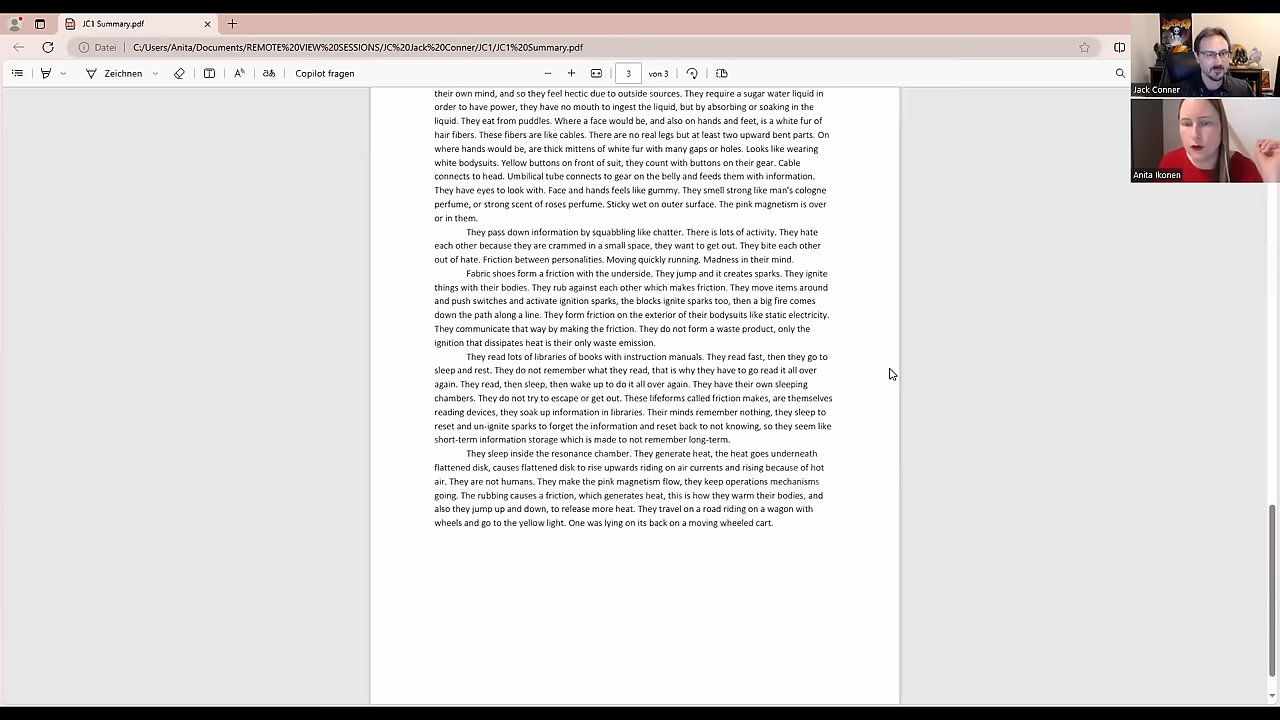 JC1 Summary.pdf
Datei
C:/Users/Anita/Documents/REMOTE%20VIEW%20SESSIONS/JC%20Jack%20Conner/JC1/JC1%20Summary.pdf
Zeichnen
Copilot fragen
3 von 3
Jack Conner
Anita Ikonen
their own mind, and so they feel hectic due to outside sources. They require a sugar water liquid in
order to have power, they have no mouth to ingest the liquid, but by absorbing or soaking in the
liquid. They eat from puddles. Where a face would be, and also on hands and feet, is a white fur of
hair fibers. These fibers are like cables. There are no real legs but at least two upward bent parts. On
where hands would be, are thick mittens of white fur with many gaps or holes. Looks like wearing
white bodysuits. Yellow buttons on front of suit, they count with buttons on their gear. Cable
connects to head. Umbilical tube connects to gear on the belly and feeds them with information.
They have eyes to look with. Face and hands feels like gummy. They smell strong like man's cologne
perfume, or strong scent of roses perfume. Sticky wet on outer surface. The pink magnetism is over
or in them.
They pass down information by squabbling like chatter. There is lots of activity. They hate
each other because they are crammed in a small space, they want to get out. They bite each other
out of hate. Friction between personalities. Moving quickly running. Madness in their mind.
Fabric shoes form a friction with the underside. They jump and it creates sparks. They ignite
things with their bodies. They rub against each other which makes friction. They move items around
and push switches and activate ignition sparks, the blocks ignite sparks too, then a big fire comes
down the path along a line. They form friction on the exterior of their bodysuits like static electricity.
They communicate that way by making the friction. They do not form a waste product, only the
ignition that dissipates heat is their only waste emission.
They read lots of libraries of books with instruction manuals. They read fast, then they go to
sleep and rest. They do not remember what they read, that is why they have to go read it all over
again. They read, then sleep, then wake up to do it all over again. They have their own sleeping
chambers. They do not try to escape or get out. These lifeforms called friction makes, are themselves
reading devices, they soak up information in libraries. Their minds remember nothing, they sleep to
reset and un-ignite sparks to forget the information and reset back to not knowing, so they seem like
short-term information storage which is made to not remember long-term.
They sleep inside the resonance chamber. They generate heat, the heat goes underneath
flattened disk, causes flattened disk to rise upwards riding on air currents and rising because of hot
air. They are not humans. They make the pink magnetism flow, they keep operations mechanisms
going. The rubbing causes a friction, which generates heat, this is how they warm their bodies, and
also they jump up and down, to release more heat. They travel on a road riding on a wagon with
wheels and go to the yellow light. One was lying on its back on a moving wheeled cart.